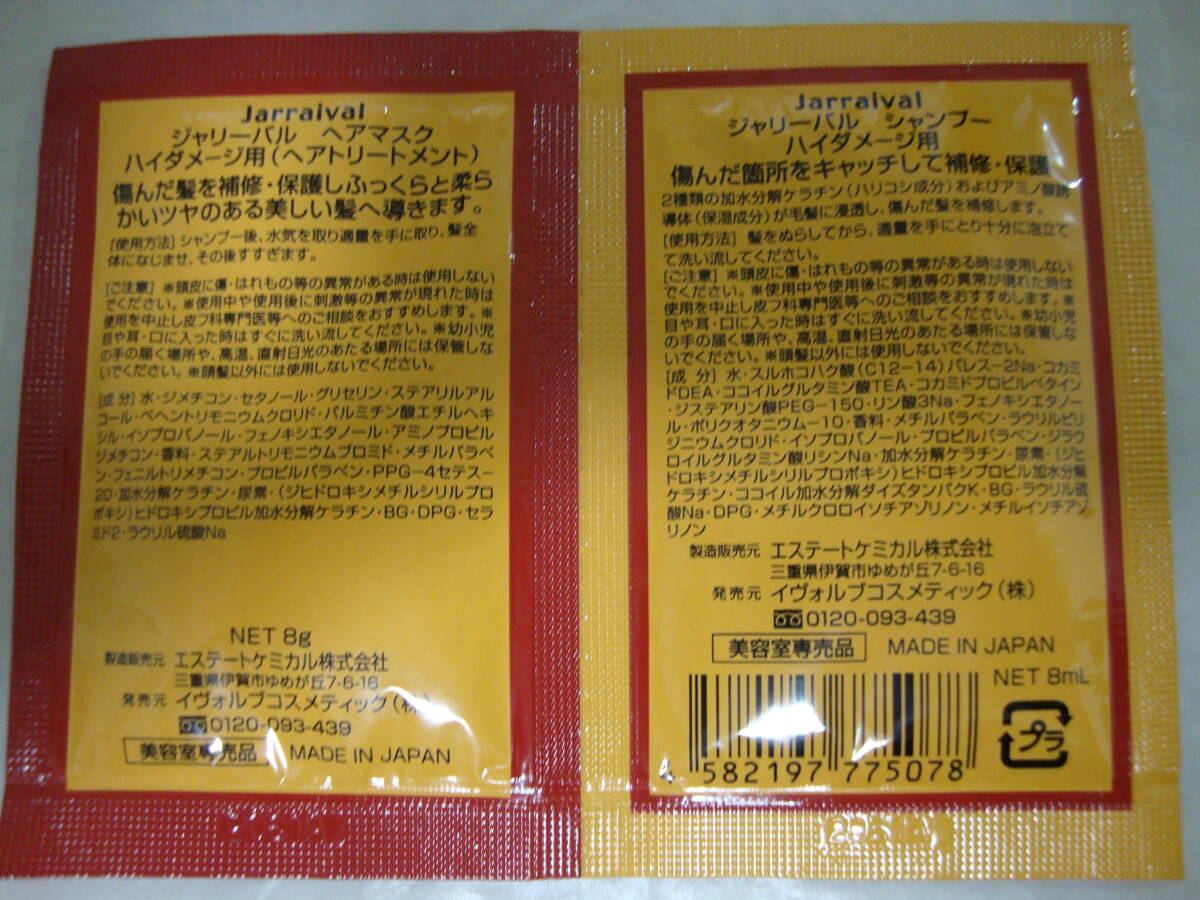 Jarraival
ジャリーバル ヘアマスク
ハイダメージ用(ヘアトリートメント)
傷んだ髪を補修・保護しふっくらと柔ら
かいツヤのある美しい髪へ導きます。
[使用方法]シャンプー後、水気を取り適量を手に取り、髪全
体になじませ、その後すすぎます。
[ご注意]※頭皮に傷・はれもの等の異常がある時は使用しない
でください。※使用中や使用後に刺激等の異常が現れた時は
使用を中止し皮フ科専門医等へのご相談をおすすめします。※
目や耳・口に入った時はすぐに洗い流してください。※幼小児
の手の届く場所や、高温、直射日光のあたる場所には保管しな
いでください。※頭髪以外には使用しないでください。
[成分]水・ジメチコン・セタノール・グリセリン・ステアリルアル
コール・ベヘントリモニウムクロリド・パルミチン酸エチルヘキ
シル・イソプロパノール・フェノキシエタノール・アミノプロピル
ジメチコン・香料・ステアルトリモニウムブロミド・メチルパラベ
ン・フェニルトリメチコン・プロピルパラベン・PPG-4セテス-
20・加水分解ケラチン・尿素・(ジヒドロキシメチルシリルプロ
ポキシ)ヒドロキシプロピル加水分解ケラチン・BG・DPG・セラ
ミド2・ラウリル硫酸Na
NET 8g
製造販売元 エステートケミカル株式会社
三重県伊賀市ゆめが丘7-6-16
発売元 イヴォルブコスメティック(株)
0120-093-439
美容室専売品 MADE IN JAPAN
Jarraival
ジャリーバル シャンプー
ハイダメージ用
傷んだ箇所をキャッチして補修・保護
2種類の加水分解ケラチン(ハリコシ成分)およびアミノ酸誘
導体(保湿成分)が毛髪に浸透し、傷んだ髪を補修します。
[使用方法] 髪をぬらしてから、適量を手にとり十分に泡立て
て洗い流してください。
[ご注意] ※頭皮に傷・はれもの等の異常がある時は使用しない
でください。※使用中や使用後に刺激等の異常が現れた時は
使用を中止し皮フ科専門医等へのご相談をおすすめします。※
目や耳・口に入った時はすぐに洗い流してください。※幼小児
の手の届く場所や、高温、直射日光のあたる場所には保管しな
いでください。※頭髪以外には使用しないでください。
[成分] 水・スルホコハク酸(C12-14)パレス-2Na・コカミ
ドDEA・ココイルグルタミン酸TEA・コカミドプロピルベタイン
・ジステアリン酸PEG-150・リン酸3Na・フェノキシエタノー
ル・ポリクオタニウム-10・香料・メチルパラベン・ラウリルピリ
ジニウムクロリド・イソプロパノール・プロピルパラベン・ジラウ
ロイルグルタミン酸リシンNa・加水分解ケラチン・尿素・(ジヒ
ドロキシメチルシリルプロポキシ)ヒドロキシプロピル加水分解
ケラチン・ココイル加水分解ダイズタンパクK・BG・ラウリル硫
酸Na・DPG・メチルクロロイソチアゾリノン・メチルイソチアゾ
リノン
製造販売元 エステートケミカル株式会社
三重県伊賀市ゆめが丘7-6-16
発売元 イヴォルブコスメティック(株)
0120-093-439
美容室専売品 MADE IN JAPAN
NET 8mL
プラ
4 582197 775078